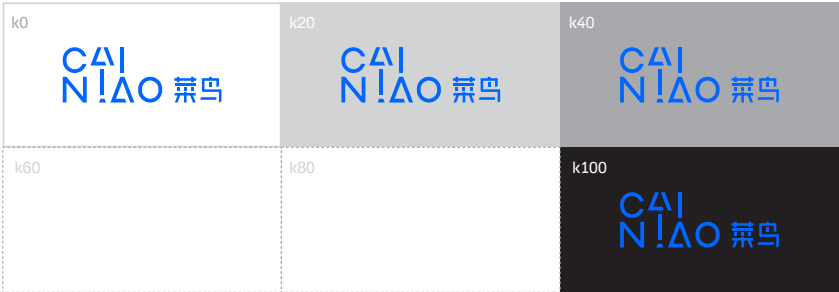 k0
CAI
NIAO 菜鸟
k20
CAI
NIAO 菜鸟
k40
CAI
NIAO 菜鸟
k60
k80
k100
CAI
NIAO 菜鸟